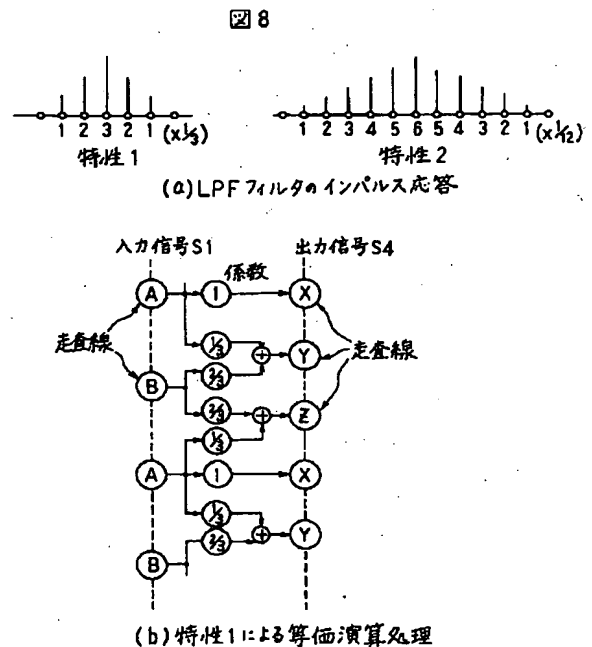 図8
1 2 3 2 1 (x⅓)
1 2 3 4 5 6 5 4 3 2 1 (x1/12)
特性1
特性2
(a) LPFフィルタのインパルス応答
入力信号S1
出力信号S4
係数
A
1
X
走査線
⅓
Y
走査線
⅔
B
⅔
Z
⅓
A
1
X
⅓
⅔
Y
B
(b) 特性1による等価演算処理